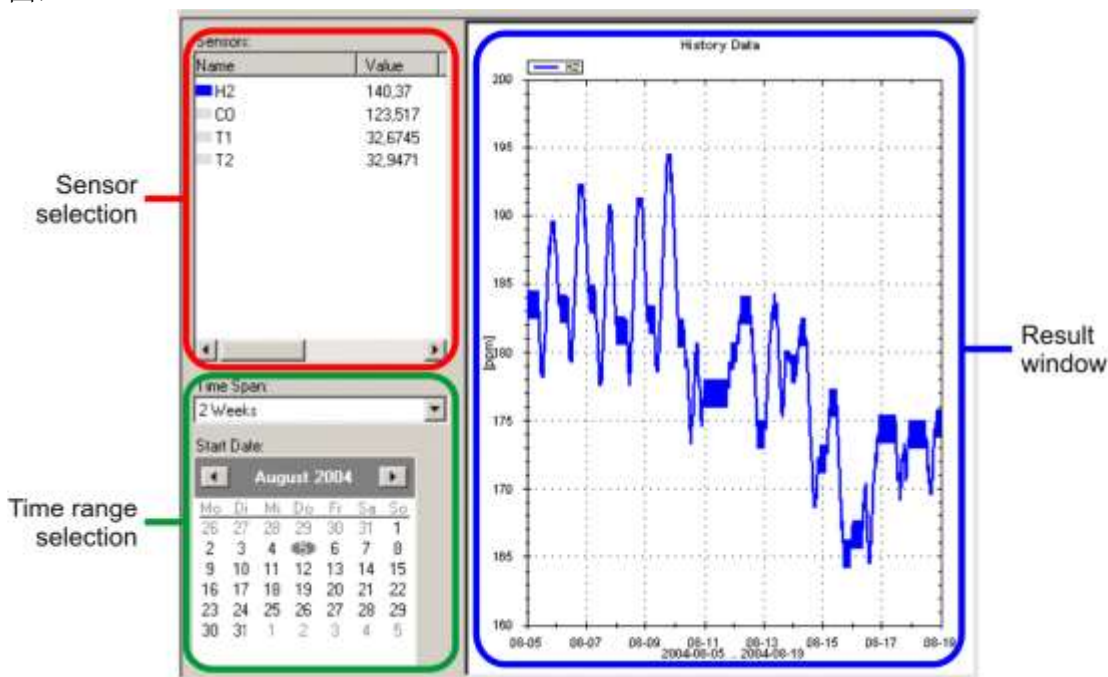 Sensors:
Name Value
H2 140,37
CO 123,517
T1 32,6745
T2 32,9471
Sensor
selection
Time Span:
2 Weeks
Start Date:
August 2004
Mo Di Mi Do Fr Sa So
26 27 28 29 30 31 1
2 3 4 6 7 8
9 10 11 12 13 14 15
16 17 18 19 20 21 22
23 24 25 26 27 28 29
30 31 1 2 3 4 5
Time range
selection
History Data
H2
200
195
190
185
180
175
170
165
160
[ppm]
08-05 08-07 08-09 08-11 08-13 08-15 08-17 08-19
2004-08-05 .. 2004-08-19
Result
window